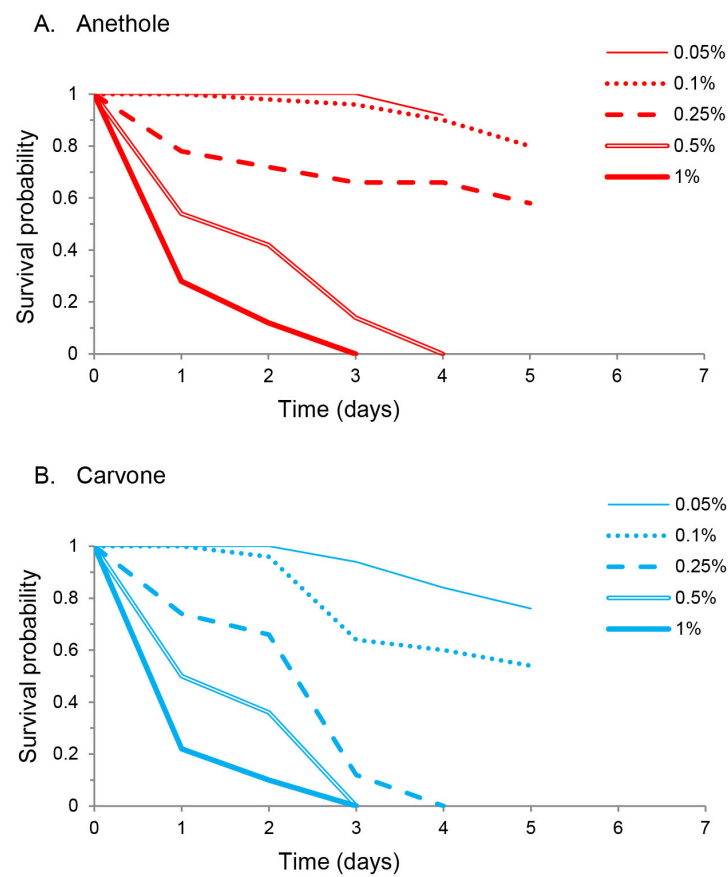 A. Anethole
0.05%
0.1%
0.25%
0.5%
1%
Survival probability
1
0.8
0.6
0.4
0.2
0
0 1 2 3 4 5 6 7
Time (days)
B. Carvone
0.05%
0.1%
0.25%
0.5%
1%
Survival probability
1
0.8
0.6
0.4
0.2
0
0 1 2 3 4 5 6 7
Time (days)